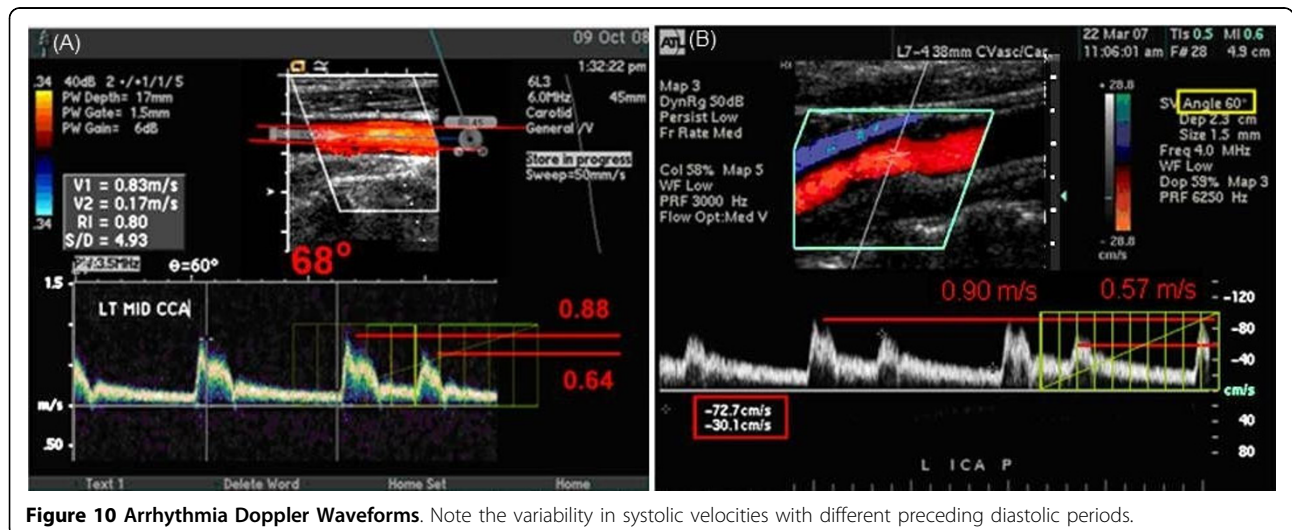 (A)
09 Oct 08
1:32:22 pm
.34
40dB 2 •/+1/1/5
PW Depth= 17mm
PW Gate= 1.5mm
PW Gain= 6dB
.34
6L3
6.0MHz 45mm
Carotid
General /V
Store in progress
Sweep=50mm/s
V1 = 0.83m/s
V2 = 0.17m/s
RI = 0.80
S/D = 4.93
θ=60°
68°
1.5
LT MID CCA
0.88
0.64
m/s
.50
Text 1 Delete Word Home Set Home
ATL (B)
L7-4 38mm CVasc/Car
22 Mar 07 TIs 0.5 MI 0.6
11:06:01 am F# 28 4.9 cm
Map 3
DynRg 50dB
Persist Low
Fr Rate Med
Col 58% Map 5
WF Low
PRF 3000 Hz
Flow Opt:Med V
+ 28.8
- 28.8
cm/s
SV Angle 60°
Dep 2.3 cm
Size 1.5 mm
Freq 4.0 MHz
WF Low
Dop 59% Map 3
PRF 6250 Hz
0.90 m/s 0.57 m/s
-120
-80
-40
cm/s
40
80
-72.7cm/s
-30.1cm/s
L ICA P
Figure 10 Arrhythmia Doppler Waveforms. Note the variability in systolic velocities with different preceding diastolic periods.